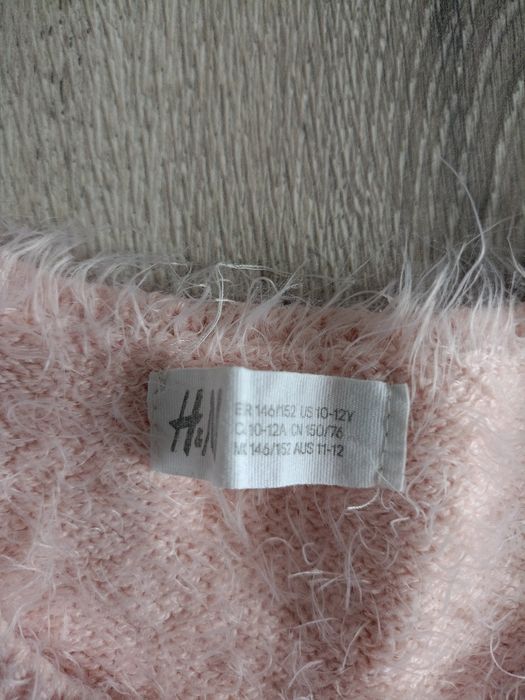 H&M
EUR 146/152 US 10-12Y
CA 10-12A CN 150/76
MX 146/152 AUS 11-12